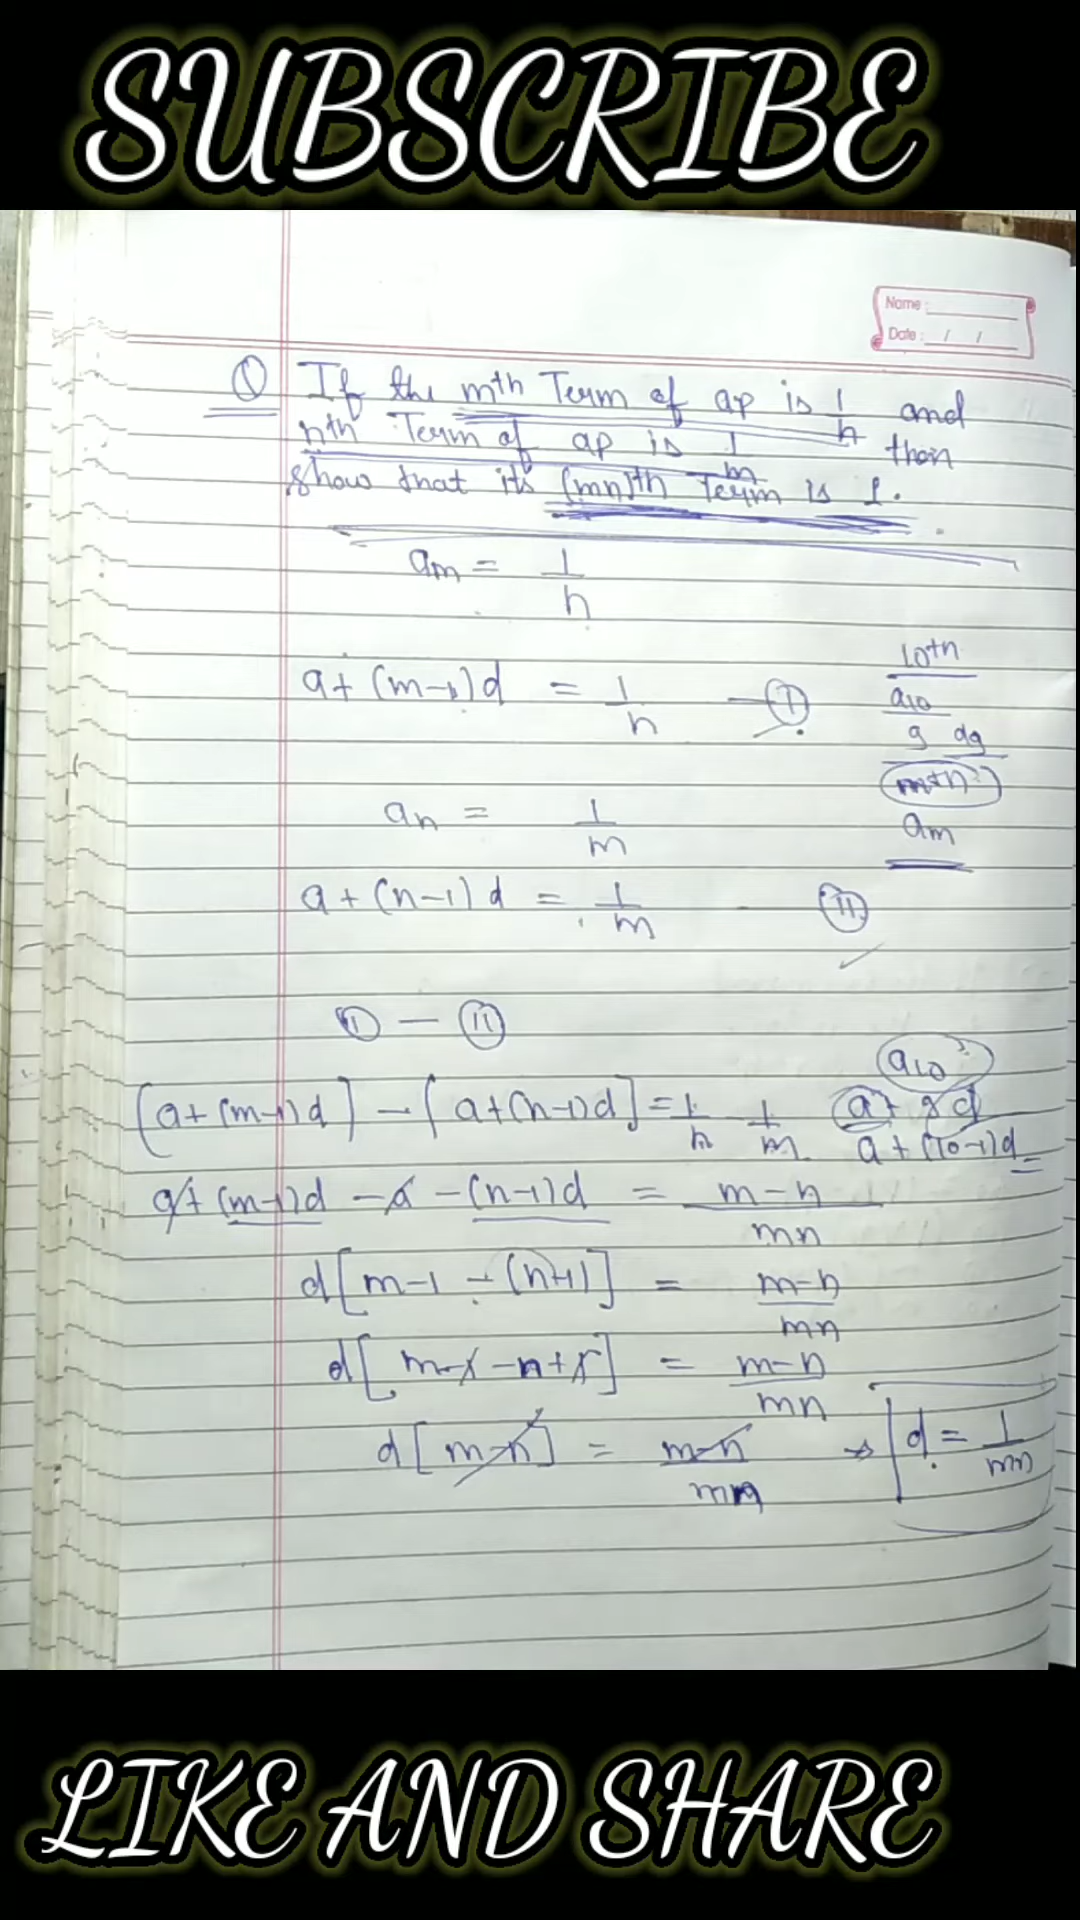 SUBSCRIBE
Name :
Date : / /
Q If the mth Term of ap is 1/n and
nth Term of ap is 1/m than
show that its (mn)th Term is 1.
am = 1/n
a + (m-1)d = 1/n — I
10th
a10
9 dg
an = 1/m
am
a + (n-1)d = 1/m — II
I — II
a10
[a+(m-1)d] - [a+(n-1)d] = 1/n - 1/m
a + 9d
a + (10-1)d =
a + (m-1)d - a - (n-1)d = m-n/mn
d[m-1 - (n-1)] = m-n/mn
d[m-1-n+1] = m-n/mn
d[m-n] = m-n/mn ⇒ d = 1/mn
LIKE AND SHARE